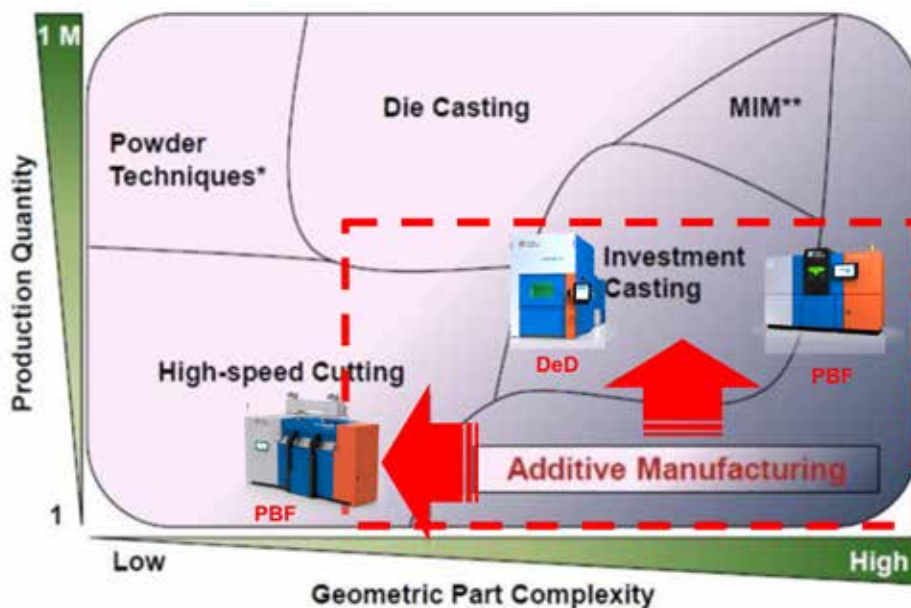 1 M
Die Casting
MIM**
Powder
Techniques*
Production Quantity
Investment
Casting
DeD
PBF
High-speed Cutting
Additive Manufacturing
PBF
1
Low
High
Geometric Part Complexity